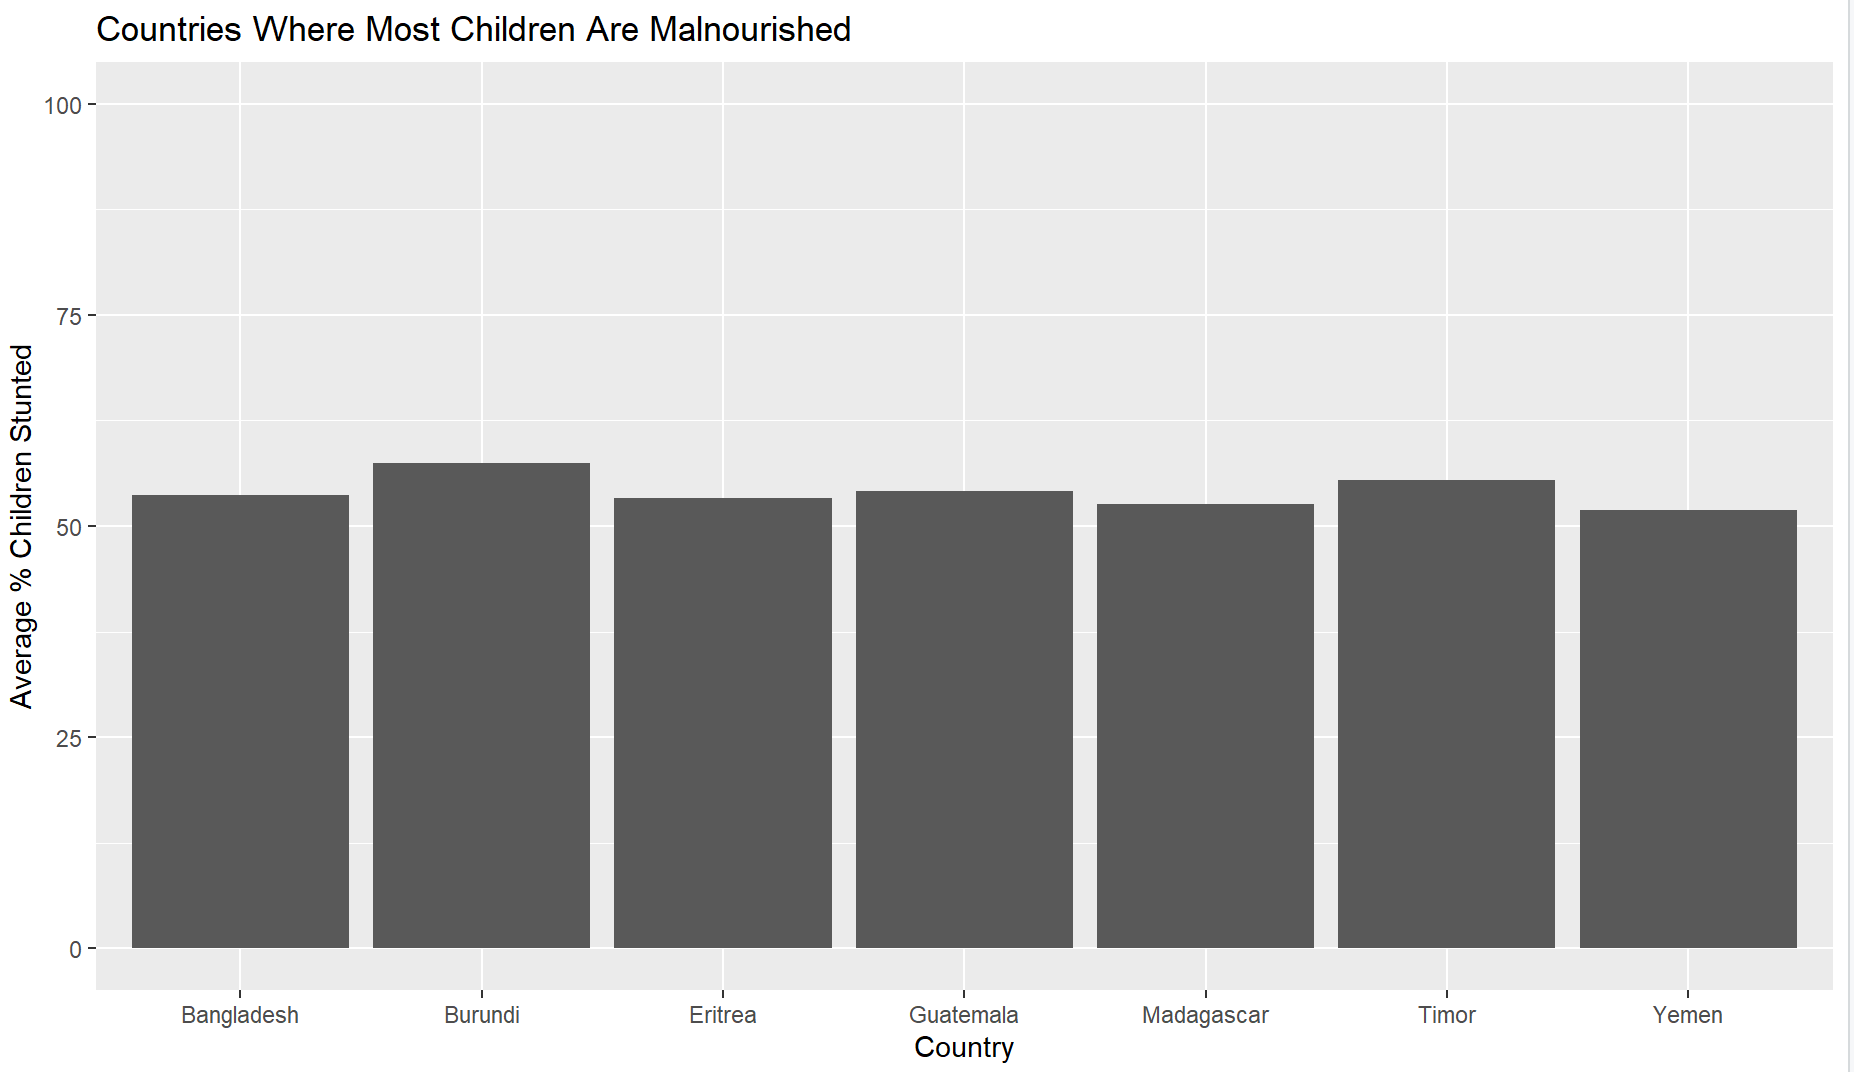 Countries Where Most Children Are Malnourished
100
75
50
25
0
Average % Children Stunted
Bangladesh Burundi Eritrea Guatemala Madagascar Timor Yemen
Country